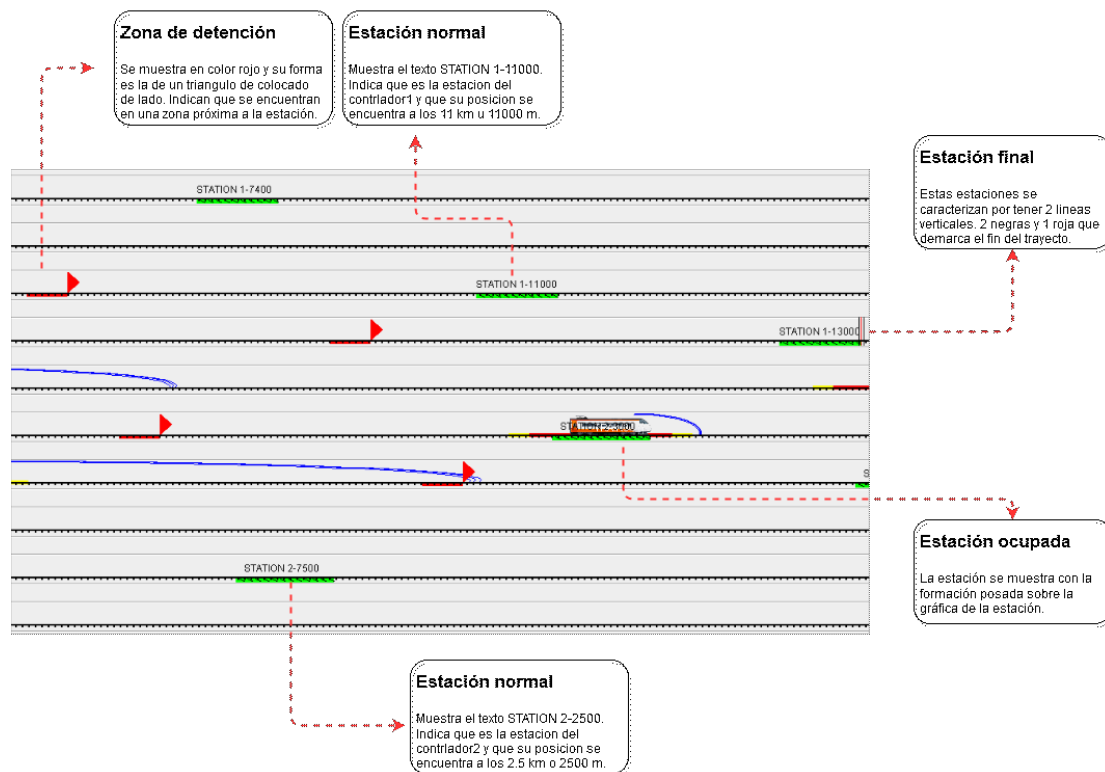 Zona de detención
Se muestra en color rojo y su forma
es la de un triangulo de colocado
de lado. Indican que se encuentran
en una zona próxima a la estación.
Estación normal
Muestra el texto STATION 1-11000.
Indica que es la estacion del
contrlador1 y que su posicion se
encuentra a los 11 km u 11000 m.
Estación final
Estas estaciones se
caracterizan por tener 2 lineas
verticales. 2 negras y 1 roja que
demarca el fin del trayecto.
STATION 1-7400
STATION 1-11000
STATION 1-13000
STATION 2-3500
S
STATION 2-7500
Estación ocupada
La estación se muestra con la
formación posada sobre la
gráfica de la estación.
Estación normal
Muestra el texto STATION 2-2500.
Indica que es la estacion del
contrlador2 y que su posicion se
encuentra a los 2.5 km o 2500 m.